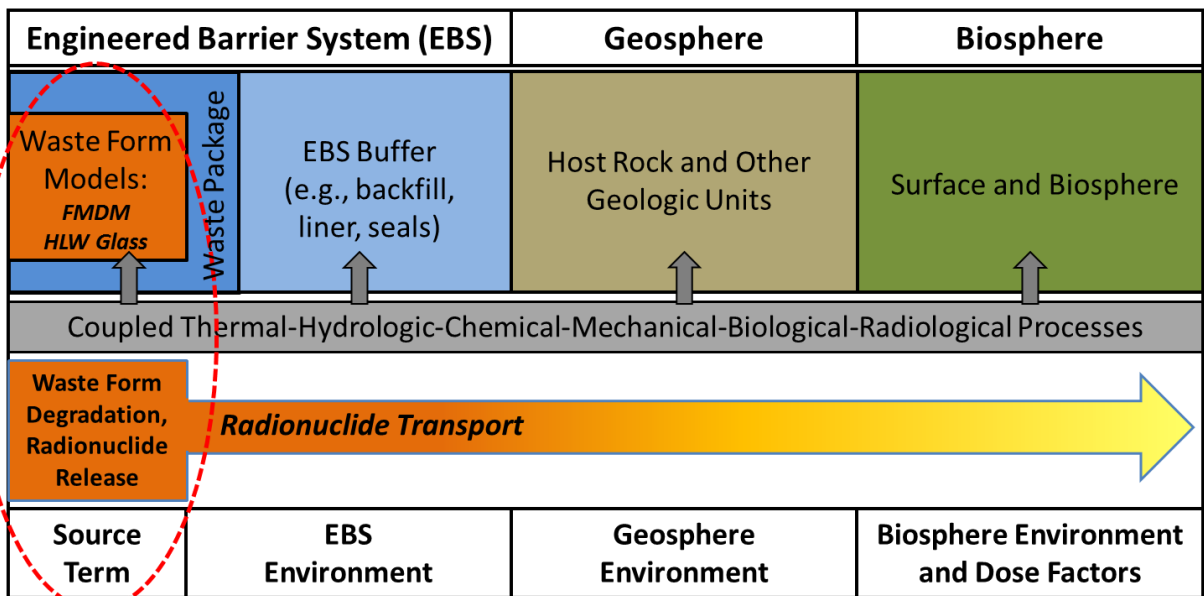 Engineered Barrier System (EBS)
Geosphere
Biosphere
Waste Form
Models:
FMDM
HLW Glass
Waste Package
EBS Buffer
(e.g., backfill,
liner, seals)
Host Rock and Other
Geologic Units
Surface and Biosphere
Coupled Thermal-Hydrologic-Chemical-Mechanical-Biological-Radiological Processes
Waste Form
Degradation,
Radionuclide
Release
Radionuclide Transport
Source
Term
EBS
Environment
Geosphere
Environment
Biosphere Environment
and Dose Factors